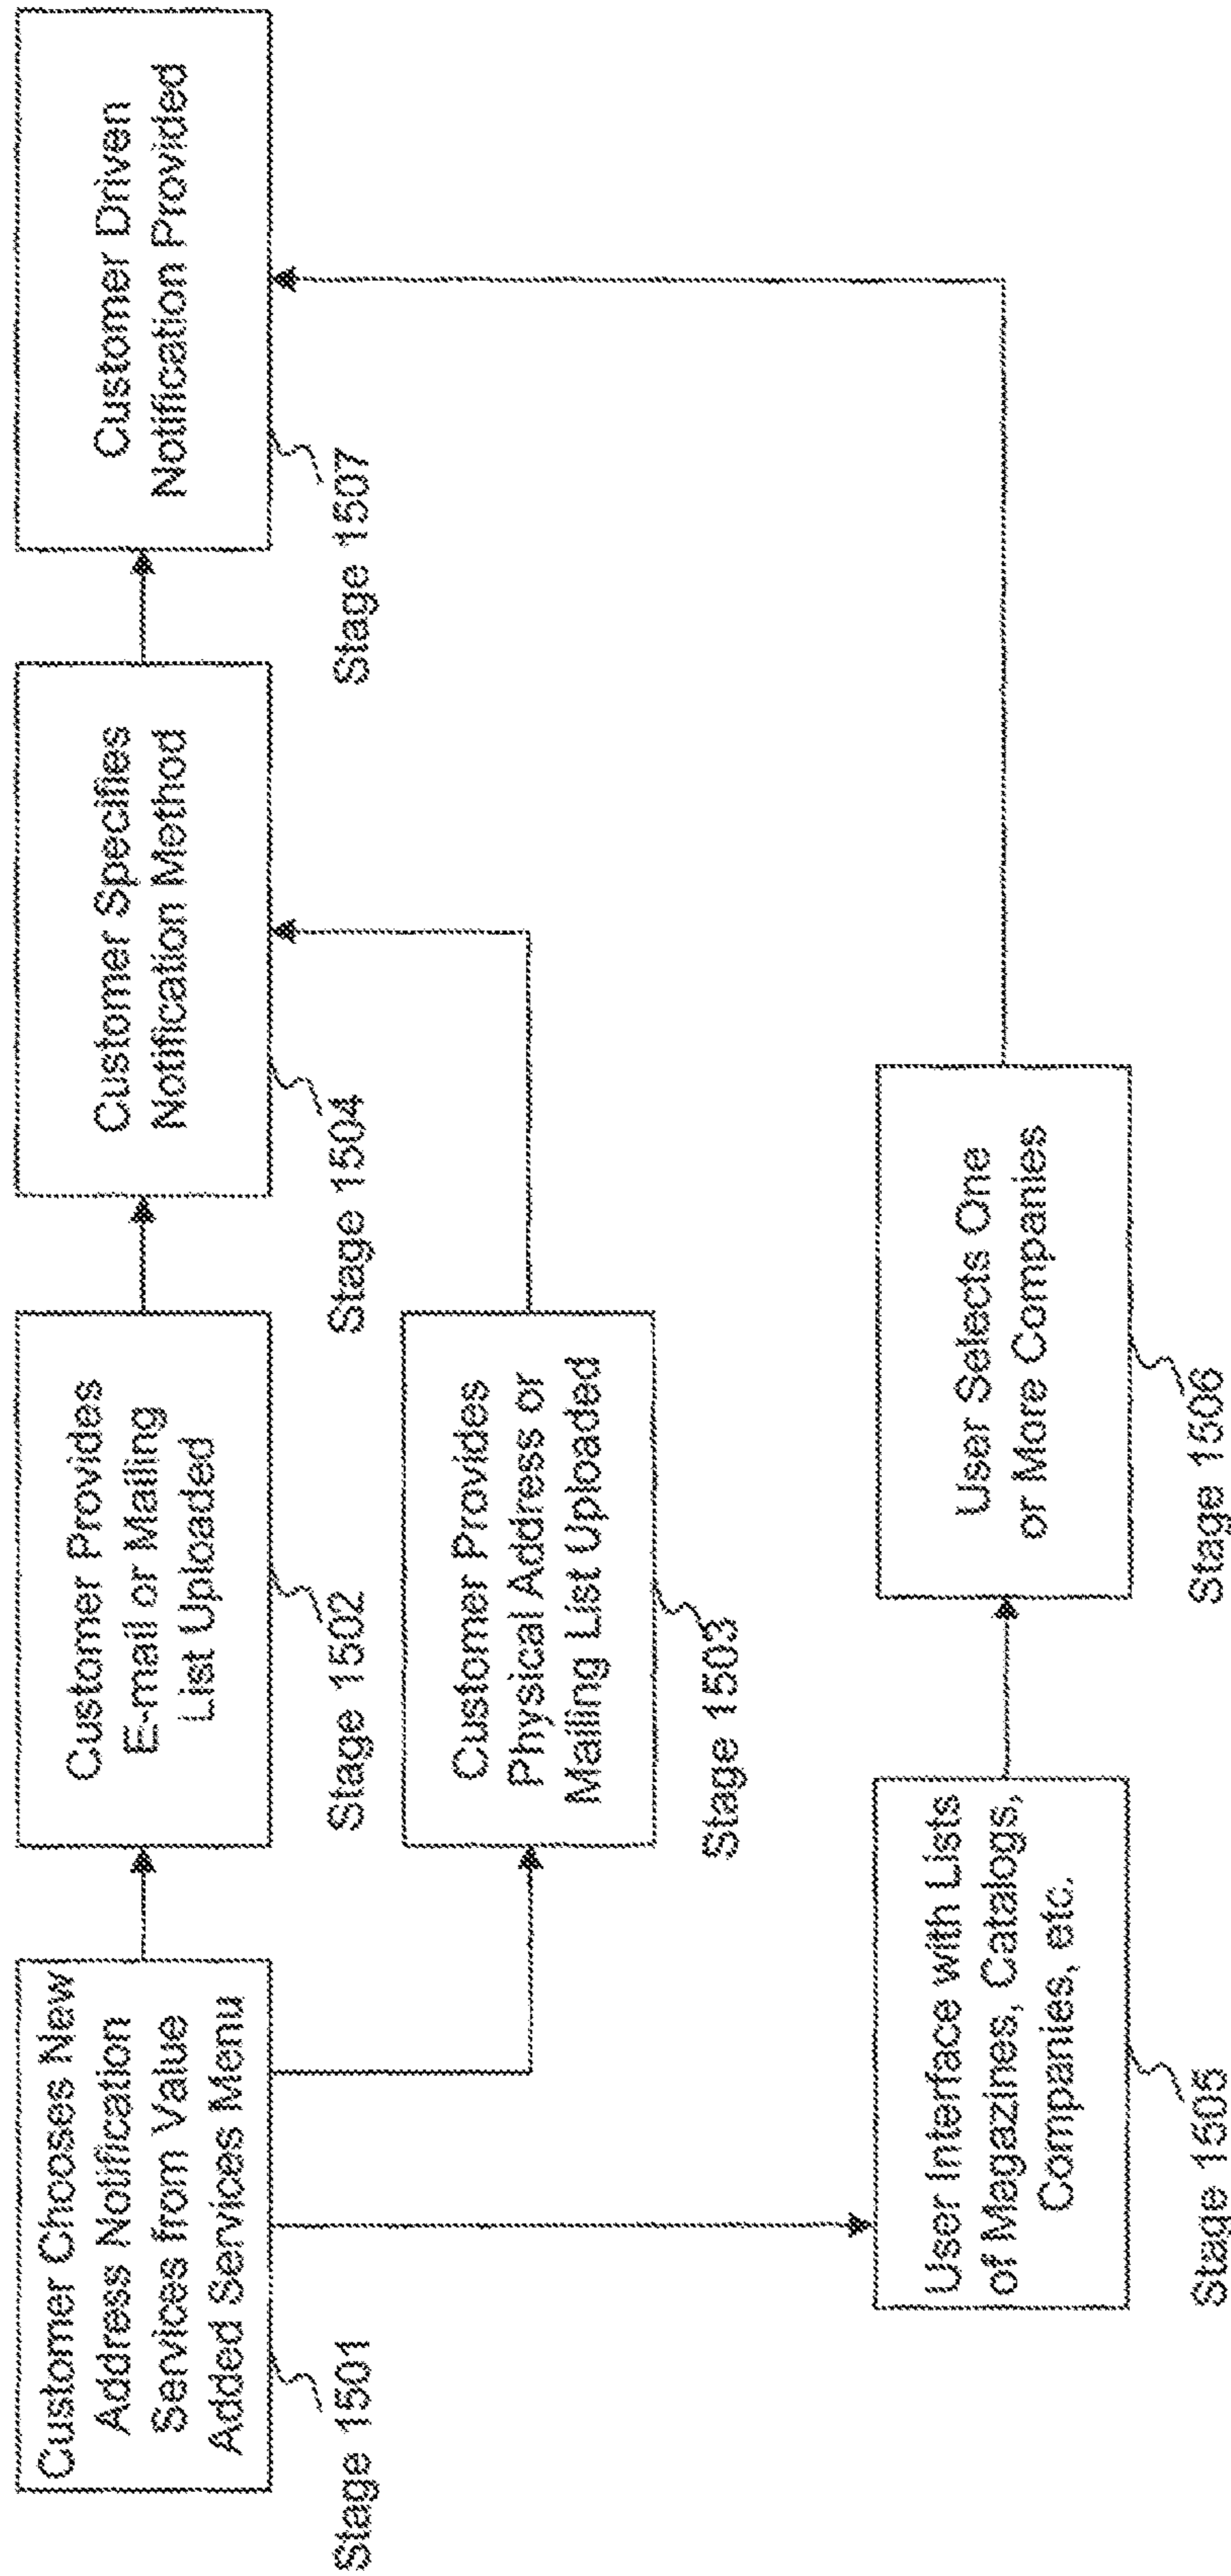 Customer Chooses New
Address Notification
Services from Value
Added Services Menu
Stage 1501
Customer Provides
E-mail or Mailing
List Uploaded
Stage 1502
Customer Provides
Physical Address or
Mailing List Uploaded
Stage 1503
Customer Specifies
Notification Method
Stage 1504
User Interface with Lists
of Magazines, Catalogs,
Companies, etc.
Stage 1505
User Selects One
or More Companies
Stage 1506
Customer Driven
Notification Provided
Stage 1507